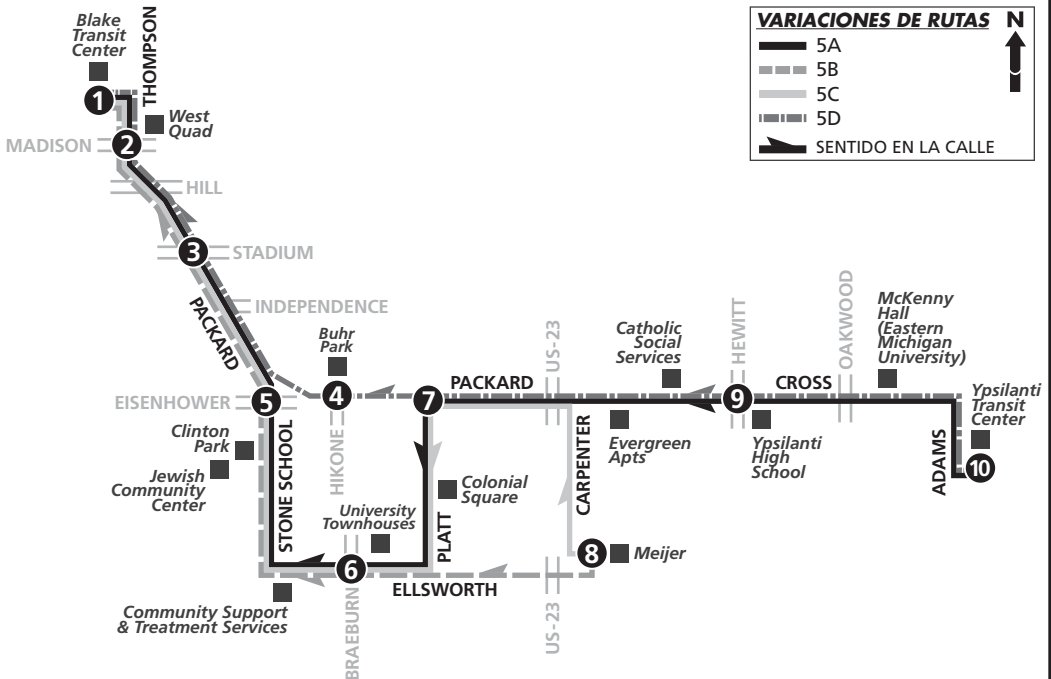 Blake
Transit
Center
THOMPSON
1
West
Quad
MADISON
2
HILL
3
STADIUM
PACKARD
INDEPENDENCE
VARIACIONES DE RUTAS
N
5A
5B
5C
5D
SENTIDO EN LA CALLE
Buhr
Park
US-23
Catholic
Social
Services
HEWITT
OAKWOOD
McKenny
Hall
(Eastern
Michigan
University)
EISENHOWER
5
4
7
PACKARD
9
CROSS
Ypsilanti
Transit
Center
Clinton
Park
Jewish
Community
Center
STONE SCHOOL
HIKONE
University
Townhouses
PLATT
Colonial
Square
CARPENTER
Evergreen
Apts
Ypsilanti
High
School
ADAMS
10
6
8
Meijer
ELLSWORTH
Community Support
& Treatment Services
BRAEBURN
US-23